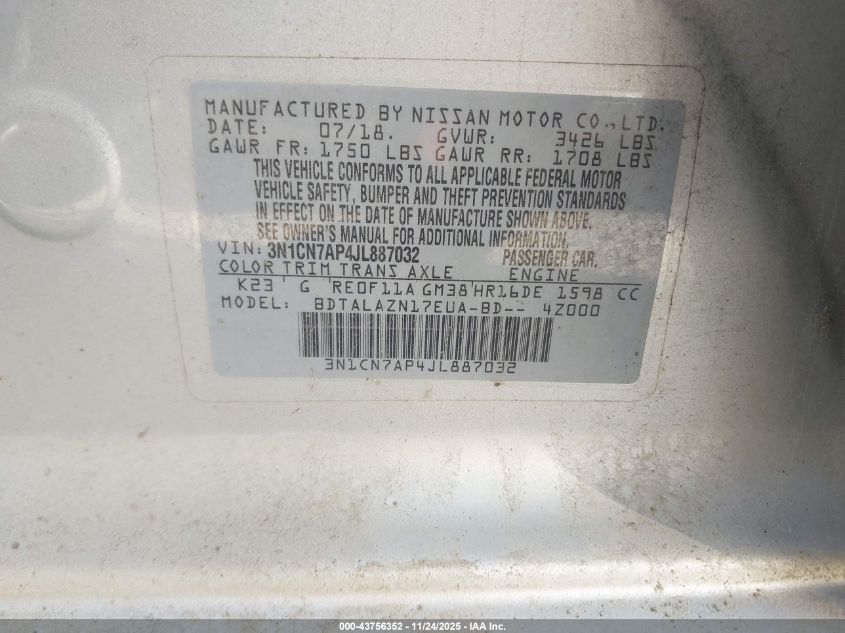 MANUFACTURED BY NISSAN MOTOR CO., LTD.
DATE: 07/18. GVWR: 3426 LBS
GAWR FR: 1750 LBS GAWR RR: 1708 LBS
THIS VEHICLE CONFORMS TO ALL APPLICABLE FEDERAL MOTOR
VEHICLE SAFETY, BUMPER AND THEFT PREVENTION STANDARDS
IN EFFECT ON THE DATE OF MANUFACTURE SHOWN ABOVE.
SEE OWNER'S MANUAL FOR ADDITIONAL INFORMATION.
VIN: 3N1CN7AP4JL887032 PASSENGER CAR.
COLOR TRIM TRANS AXLE ENGINE
K23 G RE0F11A GM38 HR16DE 1598 CC
MODEL: BDTALAZN17EUA-BD-- 4Z000
3N1CN7AP4JL887032
000-43756352 - 11/24/2025 - IAA Inc.